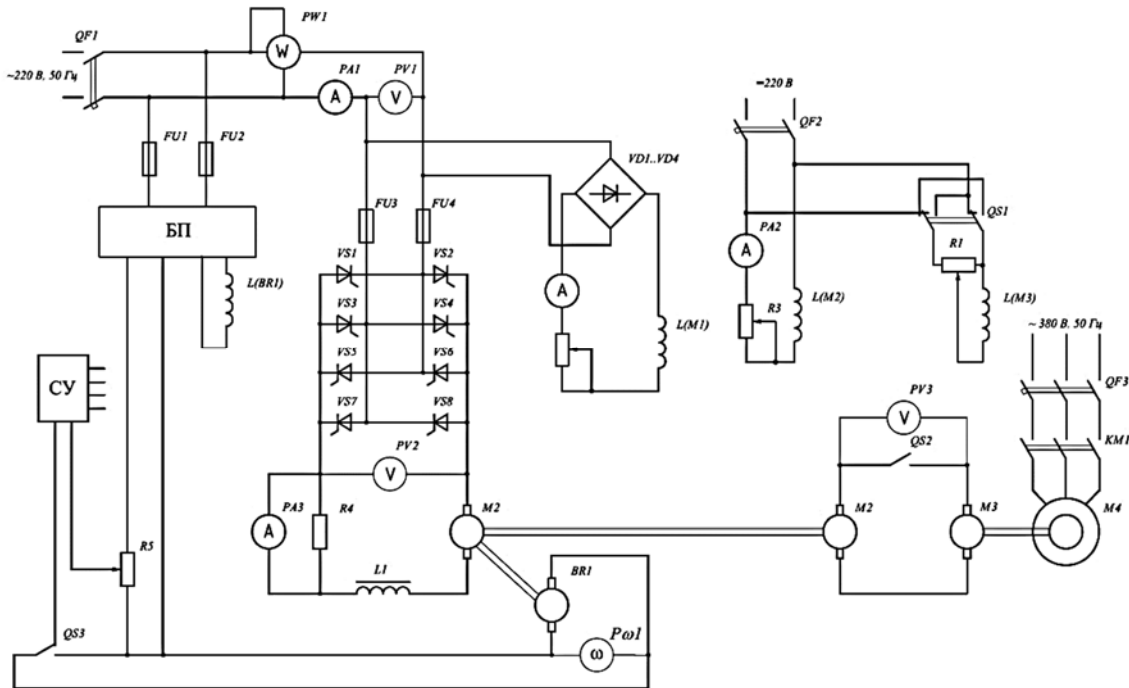 PW1
QF1
W
~220 В, 50 Гц
PA1
PV1
A
V
=220 В
QF2
FU1
FU2
VD1..VD4
БП
FU3
FU4
QS1
PA2
A
R1
VS1
VS2
L(BR1)
A
R3
L(M2)
L(M3)
VS3
VS4
L(M1)
~ 380 В, 50 Гц
VS5
VS6
СУ
PV3
QF3
V
VS7
VS8
QS2
KM1
PV2
V
PA3
R4
M2
M2
M3
M4
A
R5
L1
BR1
QS3
Pω1
ω